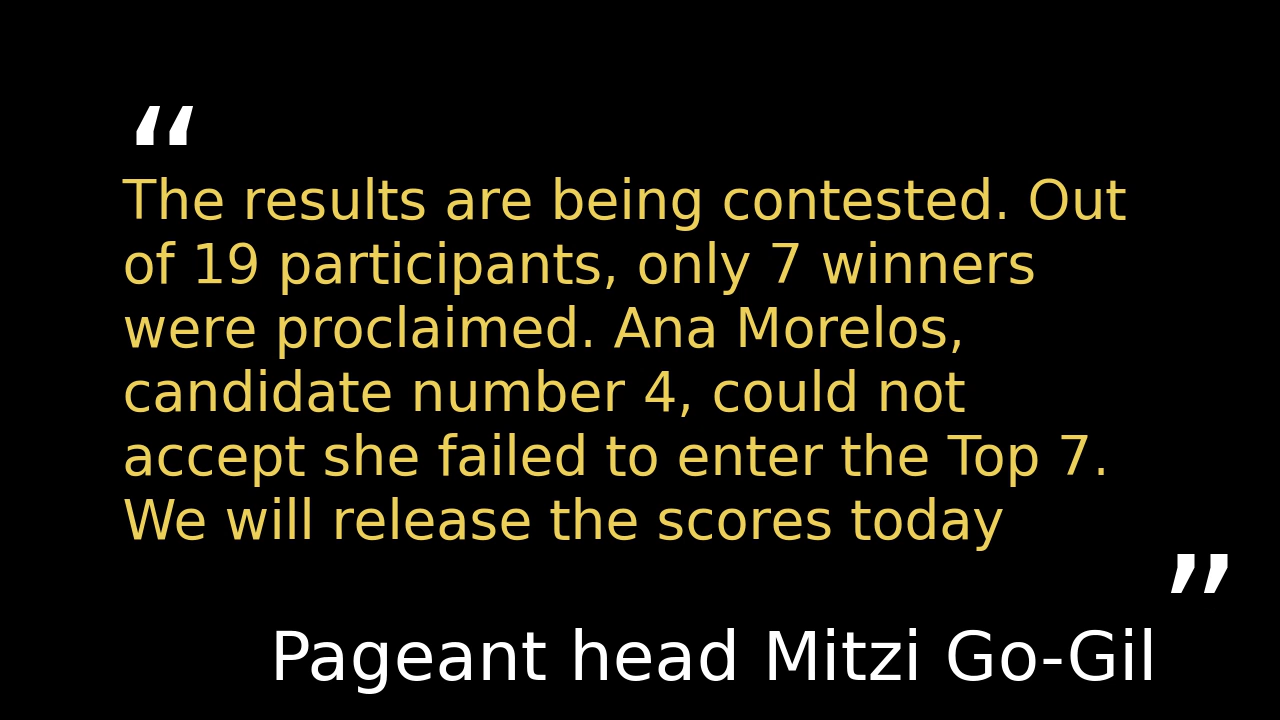 “
The results are being contested. Out
of 19 participants, only 7 winners
were proclaimed. Ana Morelos,
candidate number 4, could not
accept she failed to enter the Top 7.
We will release the scores today
”
Pageant head Mitzi Go-Gil